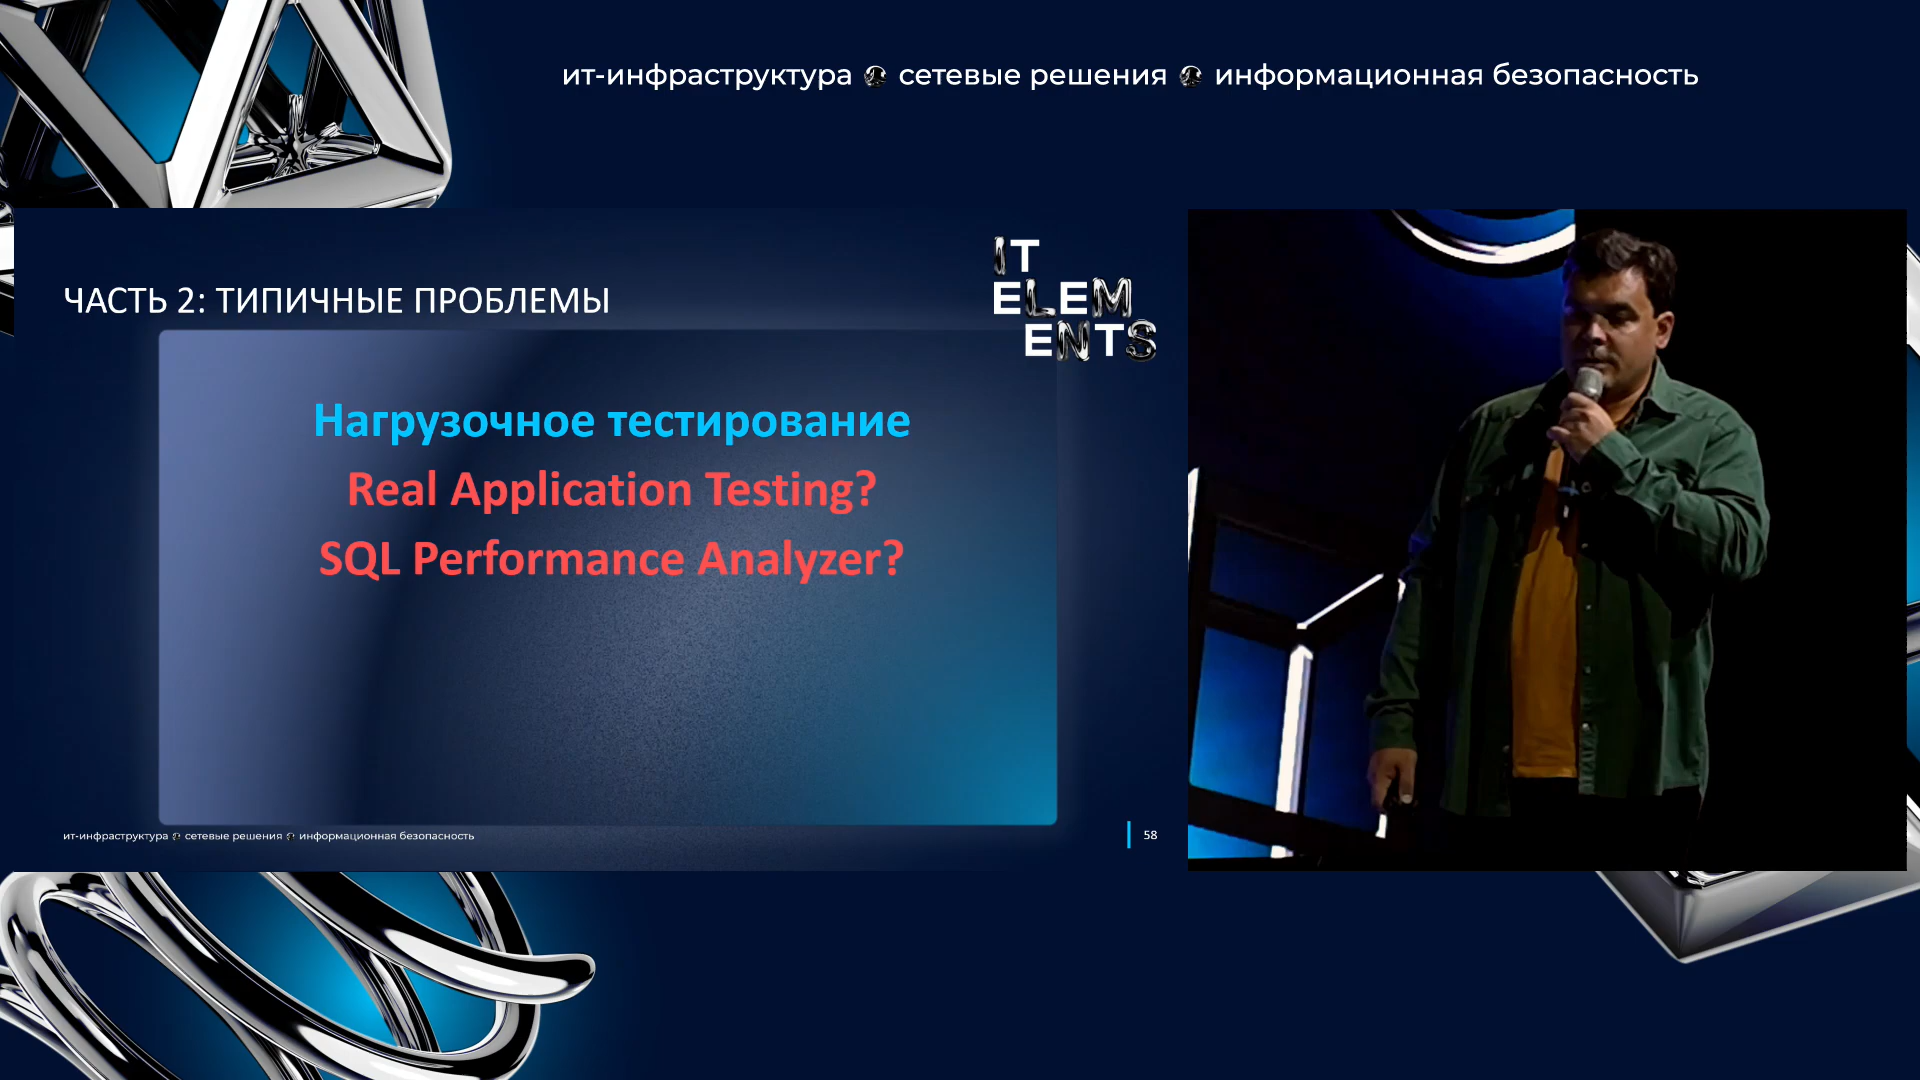 ит-инфраструктура сетевые решения информационная безопасность
IT
ELEM
ENTS
ЧАСТЬ 2: ТИПИЧНЫЕ ПРОБЛЕМЫ
Нагрузочное тестирование
Real Application Testing?
SQL Performance Analyzer?
ит-инфраструктура сетевые решения информационная безопасность
58